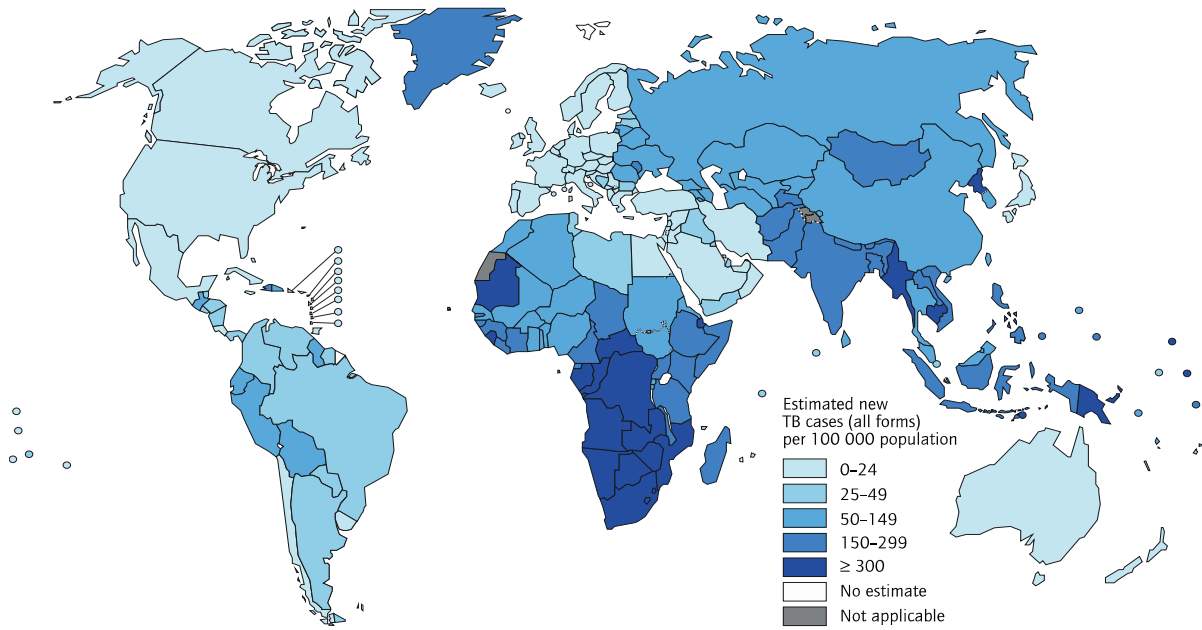 Estimated new
TB cases (all forms)
per 100 000 population
0–24
25–49
50–149
150–299
≥ 300
No estimate
Not applicable